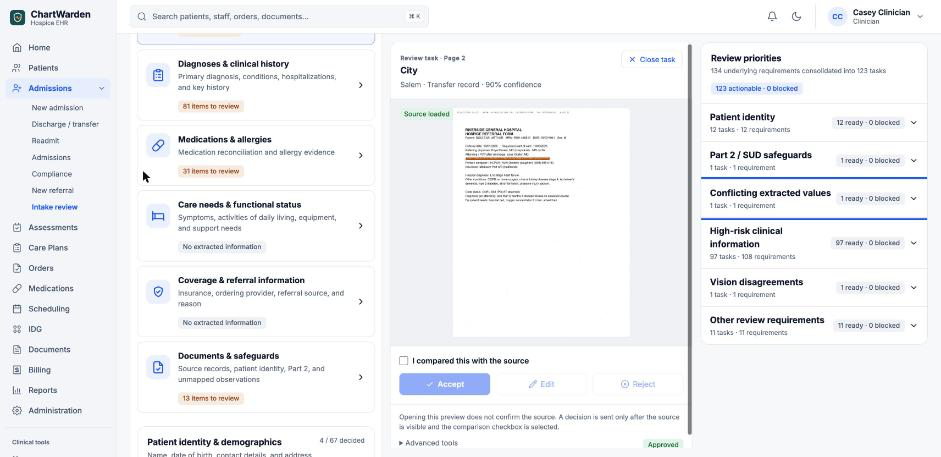 ChartWarden
Hospice EHR
Search patients, staff, orders, documents...
⌘ K
CC
Casey Clinician
Clinician
Home
Patients
Admissions
New admission
Discharge / transfer
Readmit
Admissions
Compliance
New referral
Intake review
Assessments
Care Plans
Orders
Medications
Scheduling
IDG
Documents
Billing
Reports
Administration
Clinical tools
Diagnoses & clinical history
Primary diagnosis, conditions, hospitalizations,
and key history
81 items to review
Medications & allergies
Medication reconciliation and allergy evidence
31 items to review
Care needs & functional status
Symptoms, activities of daily living, equipment,
and support needs
No extracted information
Coverage & referral information
Insurance, ordering provider, referral source, and
reason
No extracted information
Documents & safeguards
Source records, patient identity, Part 2, and
unmapped observations
13 items to review
Patient identity & demographics
4 / 67 decided
Name, date of birth, contact details, and address
Review task · Page 2
City
Salem · Transfer record · 90% confidence
Close task
Source loaded
RIVERSIDE GENERAL HOSPITAL
HOSPICE REFERRAL FORM
I compared this with the source
Accept
Edit
Reject
Opening this preview does not confirm the source. A decision is sent only after the source
is visible and the comparison checkbox is selected.
Advanced tools
Approved
Review priorities
134 underlying requirements consolidated into 123 tasks
123 actionable · 0 blocked
Patient identity
12 tasks · 12 requirements
12 ready · 0 blocked
Part 2 / SUD safeguards
1 task · 1 requirement
1 ready · 0 blocked
Conflicting extracted values
1 task · 1 requirement
1 ready · 0 blocked
High-risk clinical
information
97 tasks · 108 requirements
97 ready · 0 blocked
Vision disagreements
1 task · 1 requirement
1 ready · 0 blocked
Other review requirements
11 tasks · 11 requirements
11 ready · 0 blocked